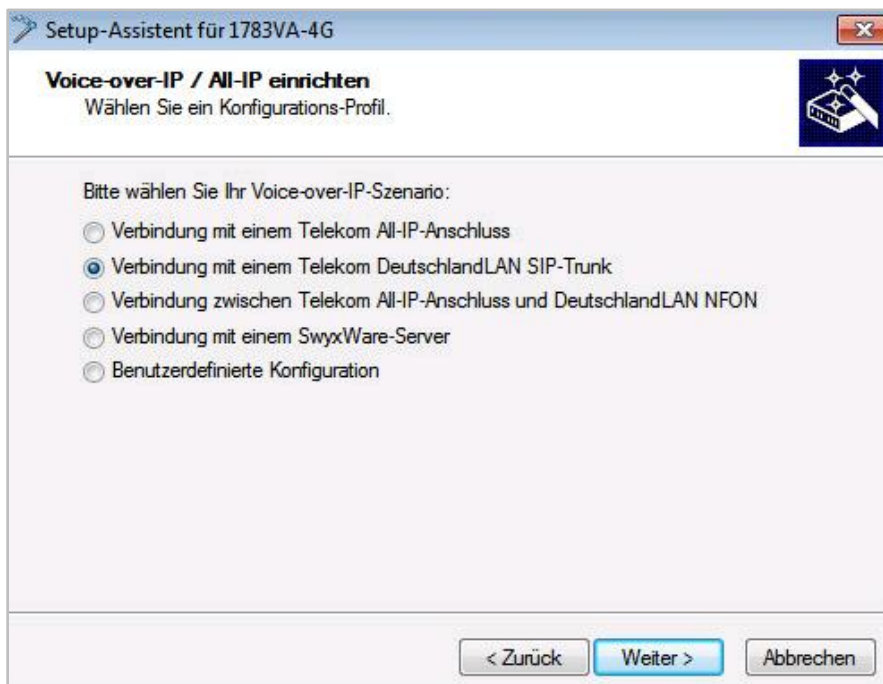 Setup-Assistent für 1783VA-4G
Voice-over-IP / All-IP einrichten
Wählen Sie ein Konfigurations-Profil.
Bitte wählen Sie Ihr Voice-over-IP-Szenario:
Verbindung mit einem Telekom All-IP-Anschluss
Verbindung mit einem Telekom DeutschlandLAN SIP-Trunk
Verbindung zwischen Telekom All-IP-Anschluss und DeutschlandLAN NFON
Verbindung mit einem SwyxWare-Server
Benutzerdefinierte Konfiguration
< Zurück Weiter > Abbrechen